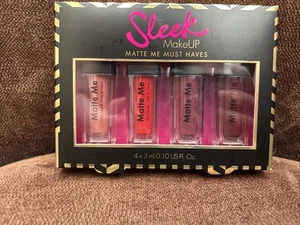 Sleek
MakeUP
MATTE ME MUST HAVES
Matte Me
Matte Me
Matte Me
Matte Me
4 x 3 ml 0.10 US Fl. Oz.